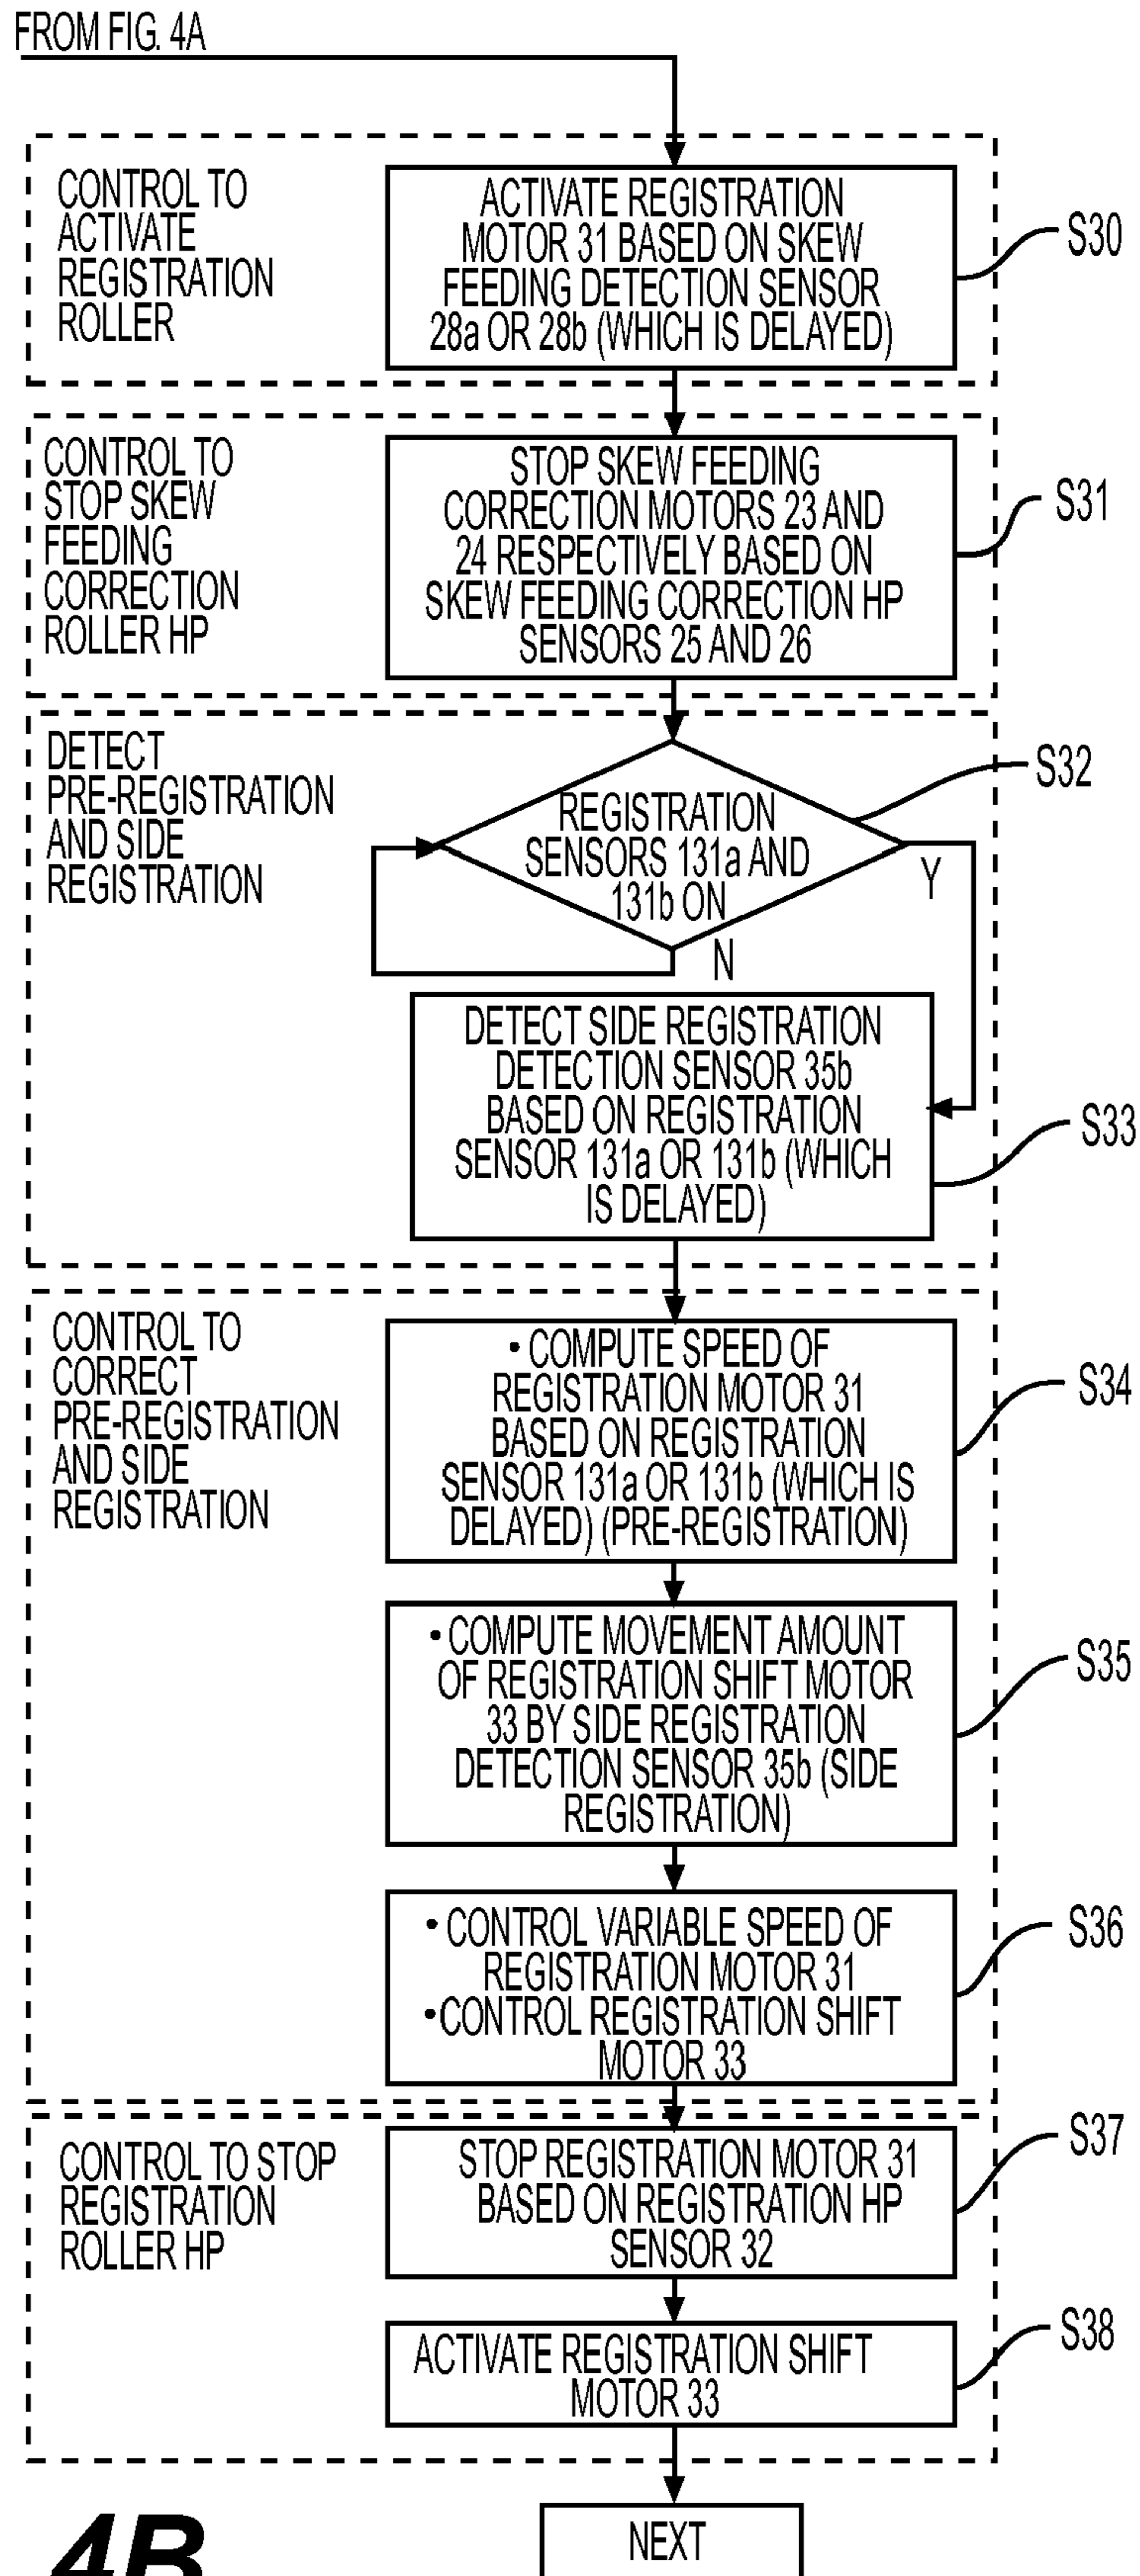 FROM FIG. 4A
CONTROL TO
ACTIVATE
REGISTRATION
ROLLER
ACTIVATE REGISTRATION
MOTOR 31 BASED ON SKEW
FEEDING DETECTION SENSOR
28a OR 28b (WHICH IS DELAYED)
S30
CONTROL TO
STOP SKEW
FEEDING
CORRECTION
ROLLER HP
STOP SKEW FEEDING
CORRECTION MOTORS 23 AND
24 RESPECTIVELY BASED ON
SKEW FEEDING CORRECTION HP
SENSORS 25 AND 26
S31
DETECT
PRE-REGISTRATION
AND SIDE
REGISTRATION
REGISTRATION
SENSORS 131a AND
131b ON
S32
Y
N
DETECT SIDE REGISTRATION
DETECTION SENSOR 35b
BASED ON REGISTRATION
SENSOR 131a OR 131b (WHICH
IS DELAYED)
S33
CONTROL TO
CORRECT
PRE-REGISTRATION
AND SIDE
REGISTRATION
• COMPUTE SPEED OF
REGISTRATION MOTOR 31
BASED ON REGISTRATION
SENSOR 131a OR 131b (WHICH IS
DELAYED) (PRE-REGISTRATION)
S34
• COMPUTE MOVEMENT AMOUNT
OF REGISTRATION SHIFT MOTOR
33 BY SIDE REGISTRATION
DETECTION SENSOR 35b (SIDE
REGISTRATION)
S35
• CONTROL VARIABLE SPEED OF
REGISTRATION MOTOR 31
• CONTROL REGISTRATION SHIFT
MOTOR 33
S36
CONTROL TO STOP
REGISTRATION
ROLLER HP
STOP REGISTRATION MOTOR 31
BASED ON REGISTRATION HP
SENSOR 32
S37
ACTIVATE REGISTRATION SHIFT
MOTOR 33
S38
NEXT
4B